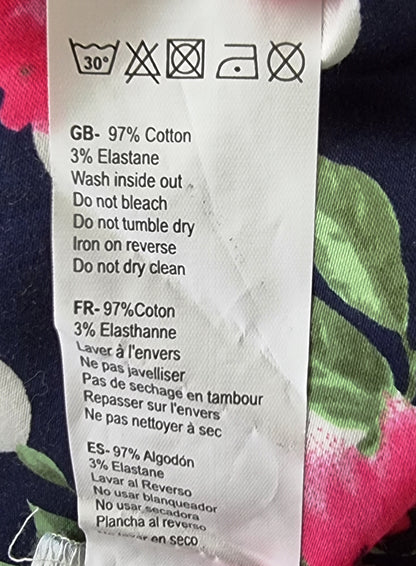 30°
GB- 97% Cotton
3% Elastane
Wash inside out
Do not bleach
Do not tumble dry
Iron on reverse
Do not dry clean
FR- 97%Coton
3% Elasthanne
Laver à l'envers
Ne pas javelliser
Pas de sechage en tambour
Repasser sur l'envers
Ne pas nettoyer à sec
ES- 97% Algodón
3% Elastane
Lavar al Reverso
No usar blanqueador
No usar secadora
Plancha al reverso
en seco